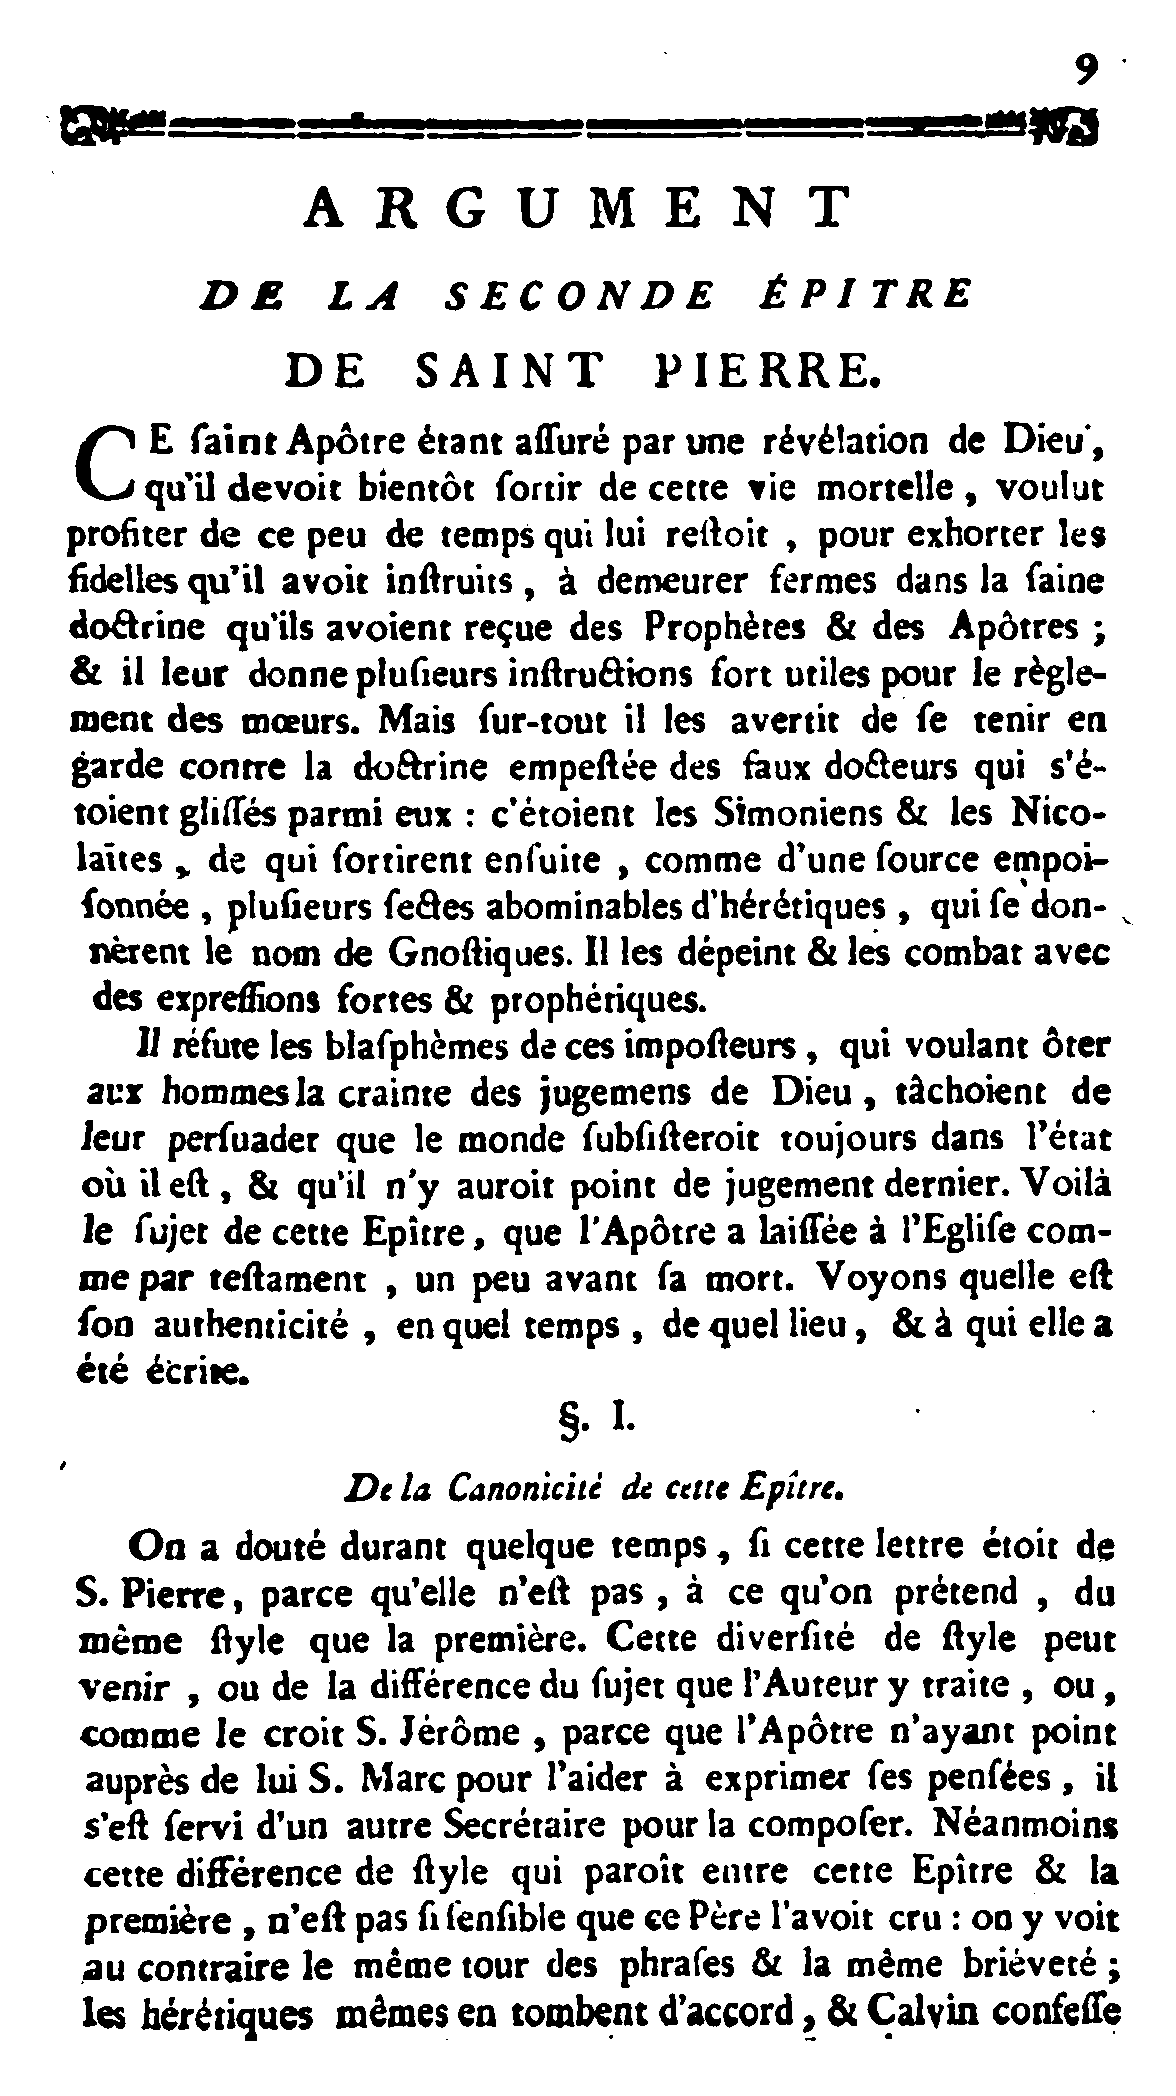 9
ARGUMENT
DE LA SECONDE ÉPITRE
DE SAINT PIERRE.
CE ſaint Apôtre étant aſſuré par une révélation de Dieu,
qu'il devoit bientôt ſortir de cette vie mortelle, voulut
profiter de ce peu de temps qui lui reſtoit, pour exhorter les
fidelles qu'il avoit inſtruits, à demeurer fermes dans la ſaine
doctrine qu'ils avoient reçue des Prophètes & des Apôtres;
& il leur donne pluſieurs inſtructions fort utiles pour le règle-
ment des mœurs. Mais ſur-tout il les avertit de ſe tenir en
garde contre la doctrine empeſtée des faux docteurs qui s'é-
toient gliſſés parmi eux : c'étoient les Simoniens & les Nico-
laïtes, de qui ſortirent enſuite, comme d'une ſource empoi-
ſonnée, pluſieurs ſectes abominables d'hérétiques, qui ſe don-
nèrent le nom de Gnoſtiques. Il les dépeint & les combat avec
des expreſſions fortes & prophétiques.
Il réfute les blaſphèmes de ces impoſteurs, qui voulant ôter
aux hommes la crainte des jugemens de Dieu, tâchoient de
leur perſuader que le monde ſubſiſteroit toujours dans l'état
où il eſt, & qu'il n'y auroit point de jugement dernier. Voilà
le ſujet de cette Epître, que l'Apôtre a laiſſée à l'Egliſe com-
me par teſtament, un peu avant ſa mort. Voyons quelle eſt
ſon authenticité, en quel temps, de quel lieu, & à qui elle a
été écrite.
§. I.
De la Canonicité de cette Epître.
On a douté durant quelque temps, ſi cette lettre étoit de
S. Pierre, parce qu'elle n'eſt pas, à ce qu'on prétend, du
même ſtyle que la première. Cette diverſité de ſtyle peut
venir, ou de la différence du ſujet que l'Auteur y traite, ou,
comme le croit S. Jérôme, parce que l'Apôtre n'ayant point
auprès de lui S. Marc pour l'aider à exprimer ſes penſées, il
s'eſt ſervi d'un autre Secrétaire pour la compoſer. Néanmoins
cette différence de ſtyle qui paroît entre cette Epître & la
première, n'eſt pas ſi ſenſible que ce Père l'avoit cru : on y voit
au contraire le même tour des phraſes & la même briéveté;
les hérétiques mêmes en tombent d'accord, & Calvin confeſſe